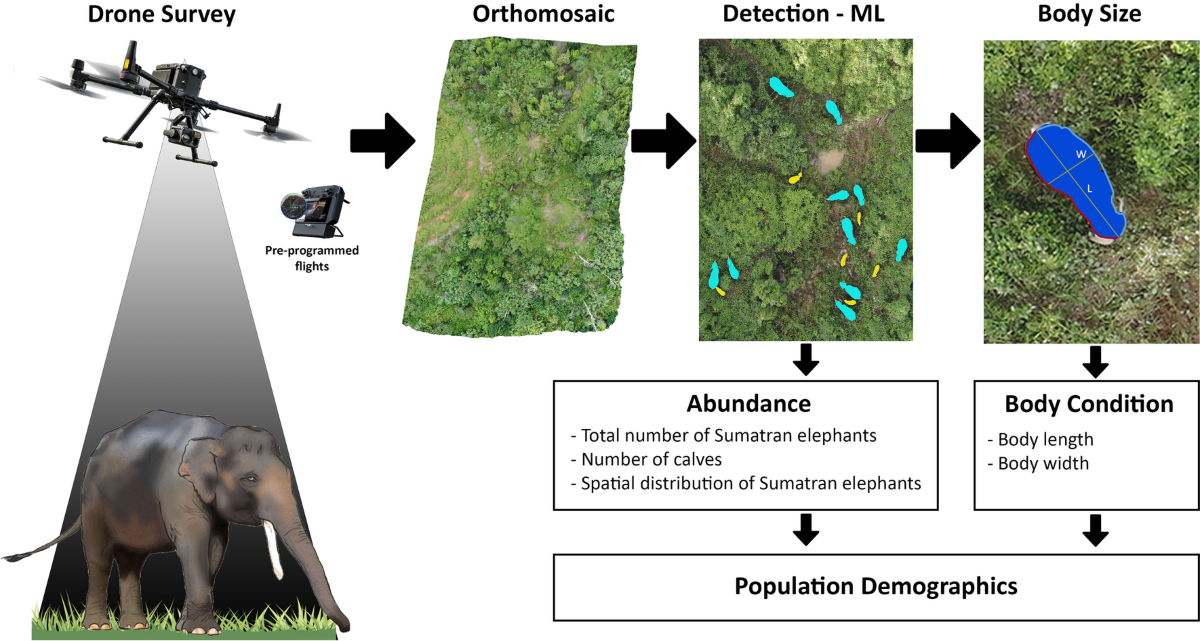 Drone Survey
Orthomosaic
Detection - ML
Body Size
Pre-programmed
flights
W
L
Abundance
- Total number of Sumatran elephants
- Number of calves
- Spatial distribution of Sumatran elephants
Body Condition
- Body length
- Body width
Population Demographics